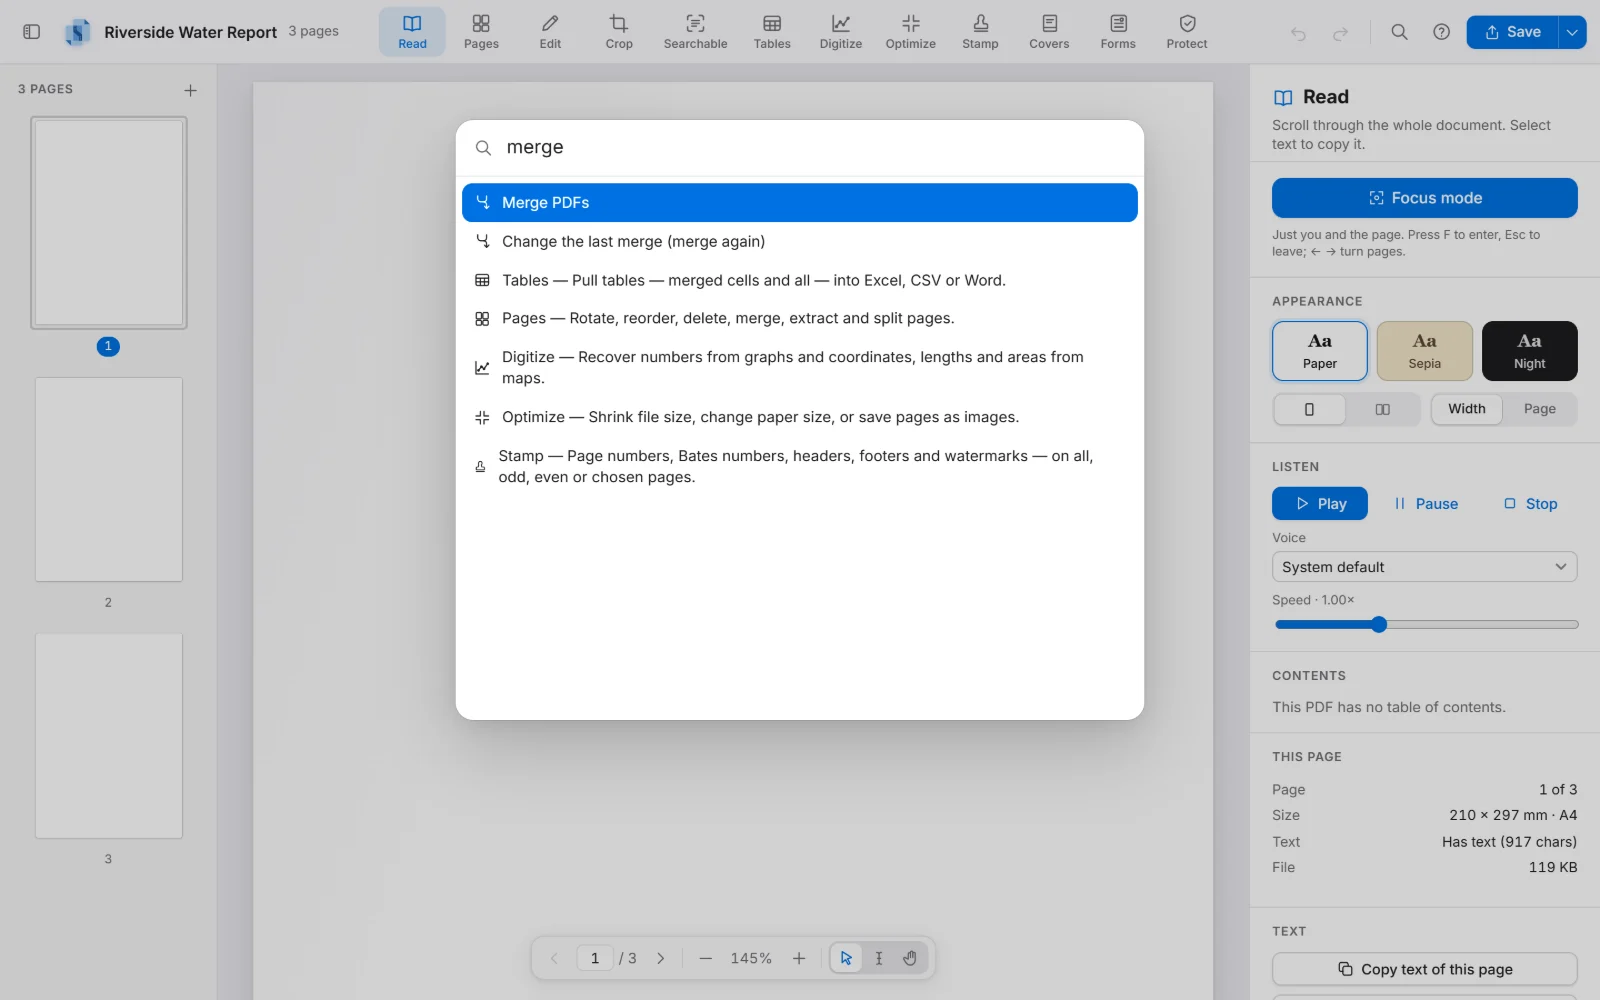 Riverside Water Report 3 pages
Read
Pages
Edit
Crop
Searchable
Tables
Digitize
Optimize
Stamp
Covers
Forms
Protect
Save
3 PAGES
1
2
3
merge
Merge PDFs
Change the last merge (merge again)
Tables — Pull tables — merged cells and all — into Excel, CSV or Word.
Pages — Rotate, reorder, delete, merge, extract and split pages.
Digitize — Recover numbers from graphs and coordinates, lengths and areas from
maps.
Optimize — Shrink file size, change paper size, or save pages as images.
Stamp — Page numbers, Bates numbers, headers, footers and watermarks — on all,
odd, even or chosen pages.
1 / 3
145%
Read
Scroll through the whole document. Select
text to copy it.
Focus mode
Just you and the page. Press F to enter, Esc to
leave; ← → turn pages.
APPEARANCE
Aa Aa Aa
Paper Sepia Night
Width Page
LISTEN
Play Pause Stop
Voice
System default
Speed · 1.00×
CONTENTS
This PDF has no table of contents.
THIS PAGE
Page 1 of 3
Size 210 × 297 mm · A4
Text Has text (917 chars)
File 119 KB
TEXT
Copy text of this page